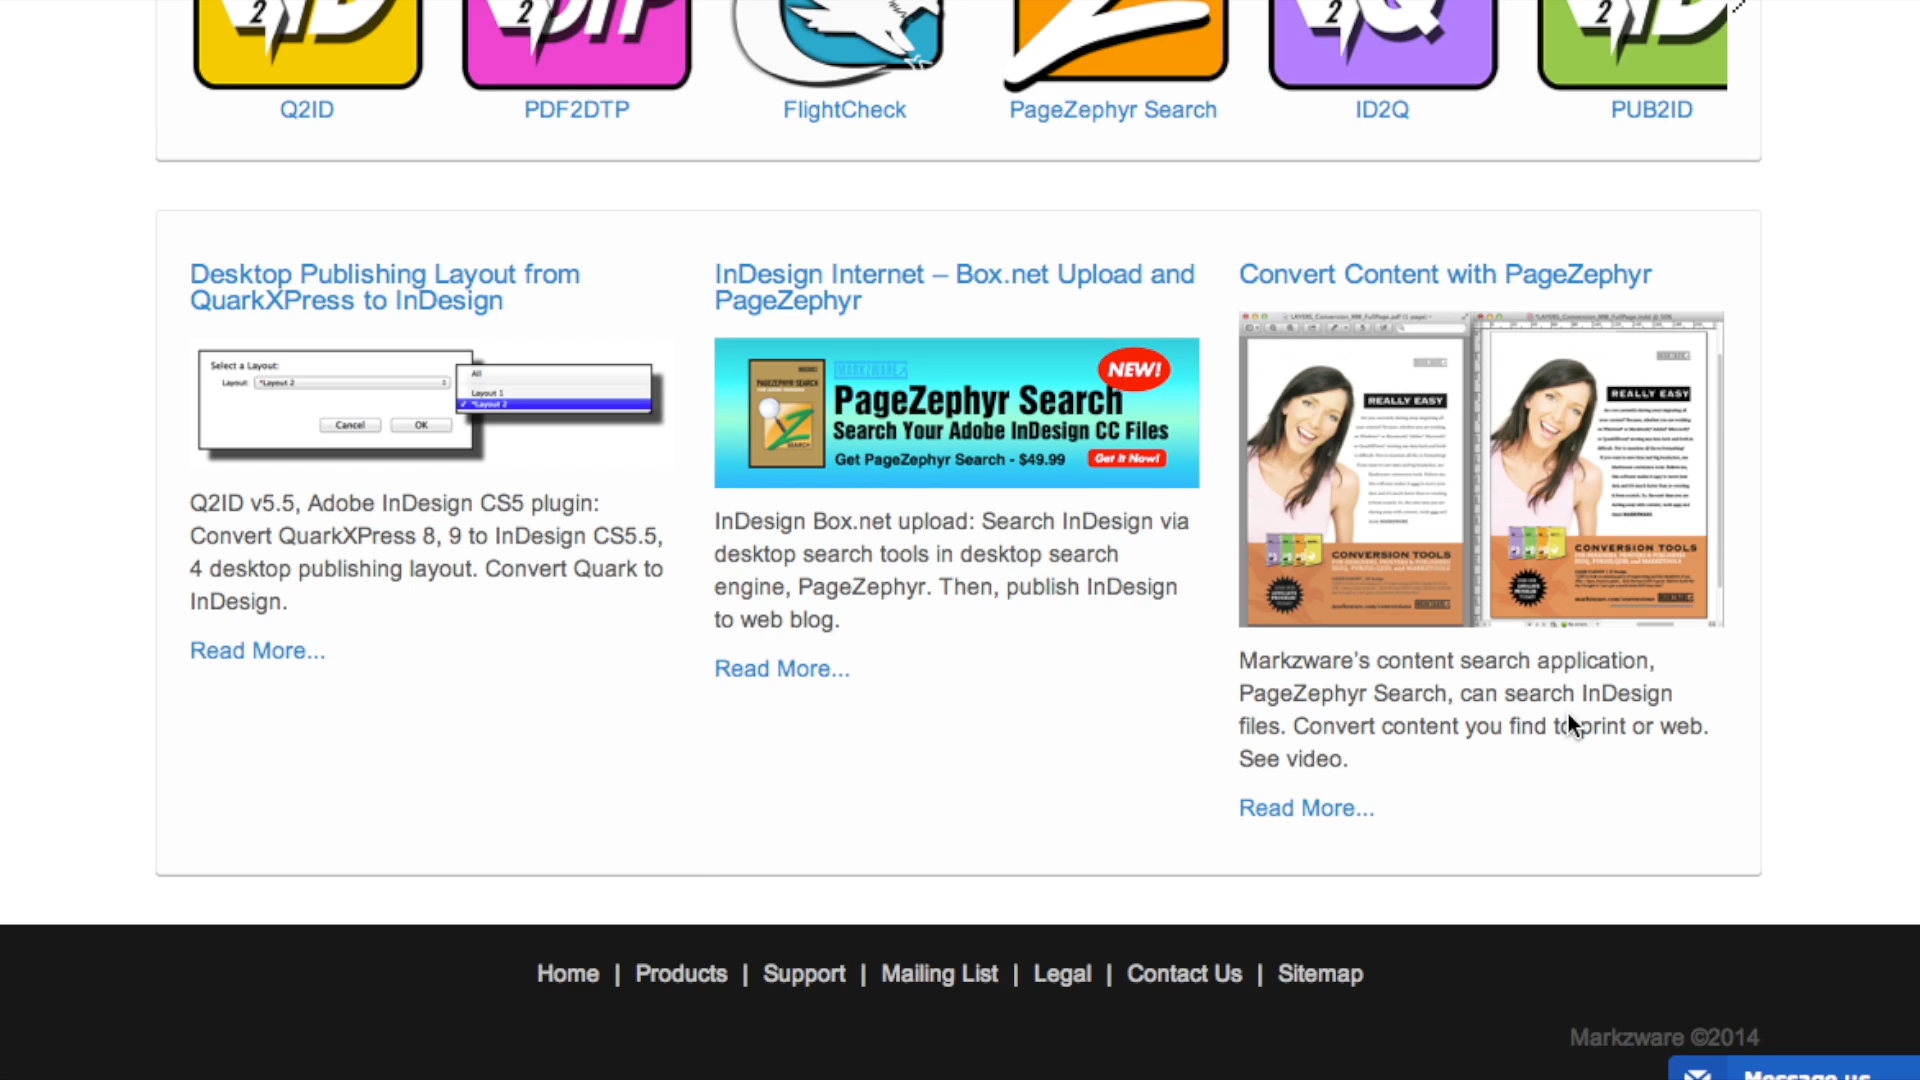 Q2ID
PDF2DTP
FlightCheck
PageZephyr Search
ID2Q
PUB2ID
Desktop Publishing Layout from
QuarkXPress to InDesign
Select a Layout:
Layout: *Layout 2
Cancel
OK
All
Layout 1
✓ *Layout 2
Q2ID v5.5, Adobe InDesign CS5 plugin:
Convert QuarkXPress 8, 9 to InDesign CS5.5,
4 desktop publishing layout. Convert Quark to
InDesign.
Read More...
InDesign Internet – Box.net Upload and
PageZephyr
MARKZWARE
NEW!
PageZephyr Search
Search Your Adobe InDesign CC Files
Get PageZephyr Search - $49.99
Get It Now!
PAGEZEPHYR SEARCH
SEARCH
InDesign Box.net upload: Search InDesign via
desktop search tools in desktop search
engine, PageZephyr. Then, publish InDesign
to web blog.
Read More...
Convert Content with PageZephyr
REALLY EASY
CONVERSION TOOLS
REALLY EASY
CONVERSION TOOLS
Markzware's content search application,
PageZephyr Search, can search InDesign
files. Convert content you find to print or web.
See video.
Read More...
Home | Products | Support | Mailing List | Legal | Contact Us | Sitemap
Markzware ©2014
Message us